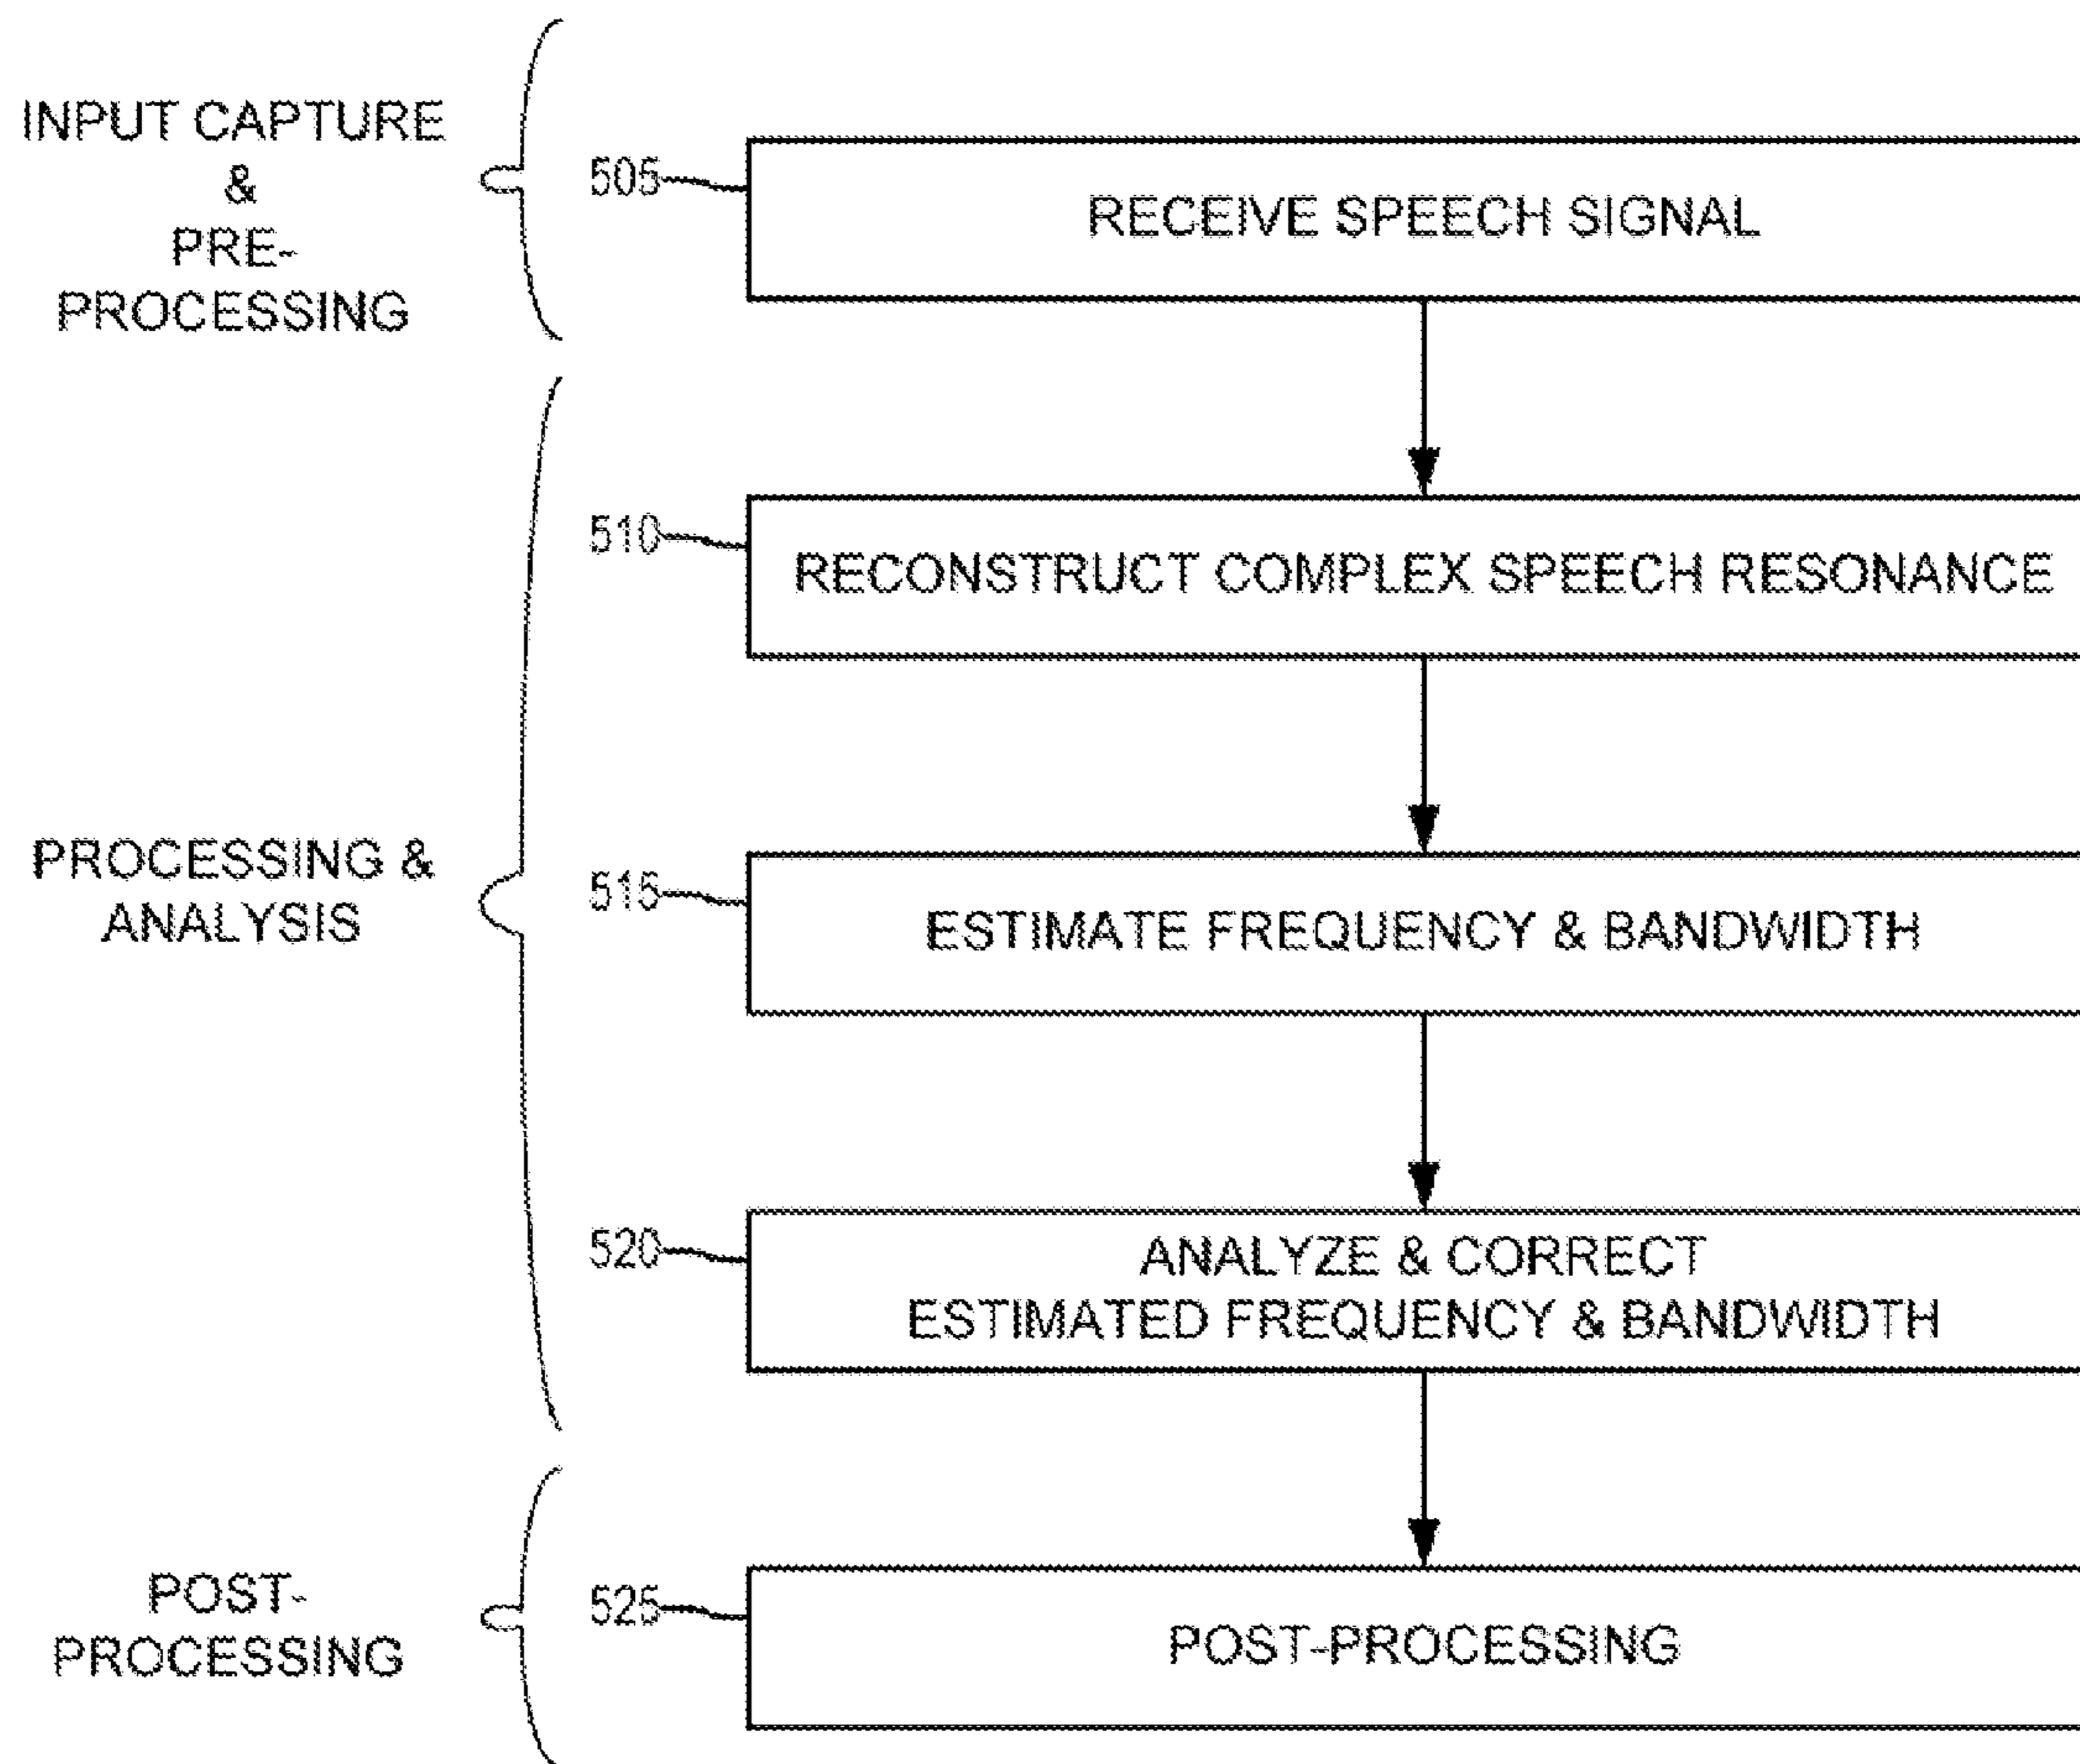 INPUT CAPTURE
&
PRE-
PROCESSING
505
RECEIVE SPEECH SIGNAL
510
RECONSTRUCT COMPLEX SPEECH RESONANCE
PROCESSING &
ANALYSIS
515
ESTIMATE FREQUENCY & BANDWIDTH
520
ANALYZE & CORRECT
ESTIMATED FREQUENCY & BANDWIDTH
POST-
PROCESSING
525
POST-PROCESSING